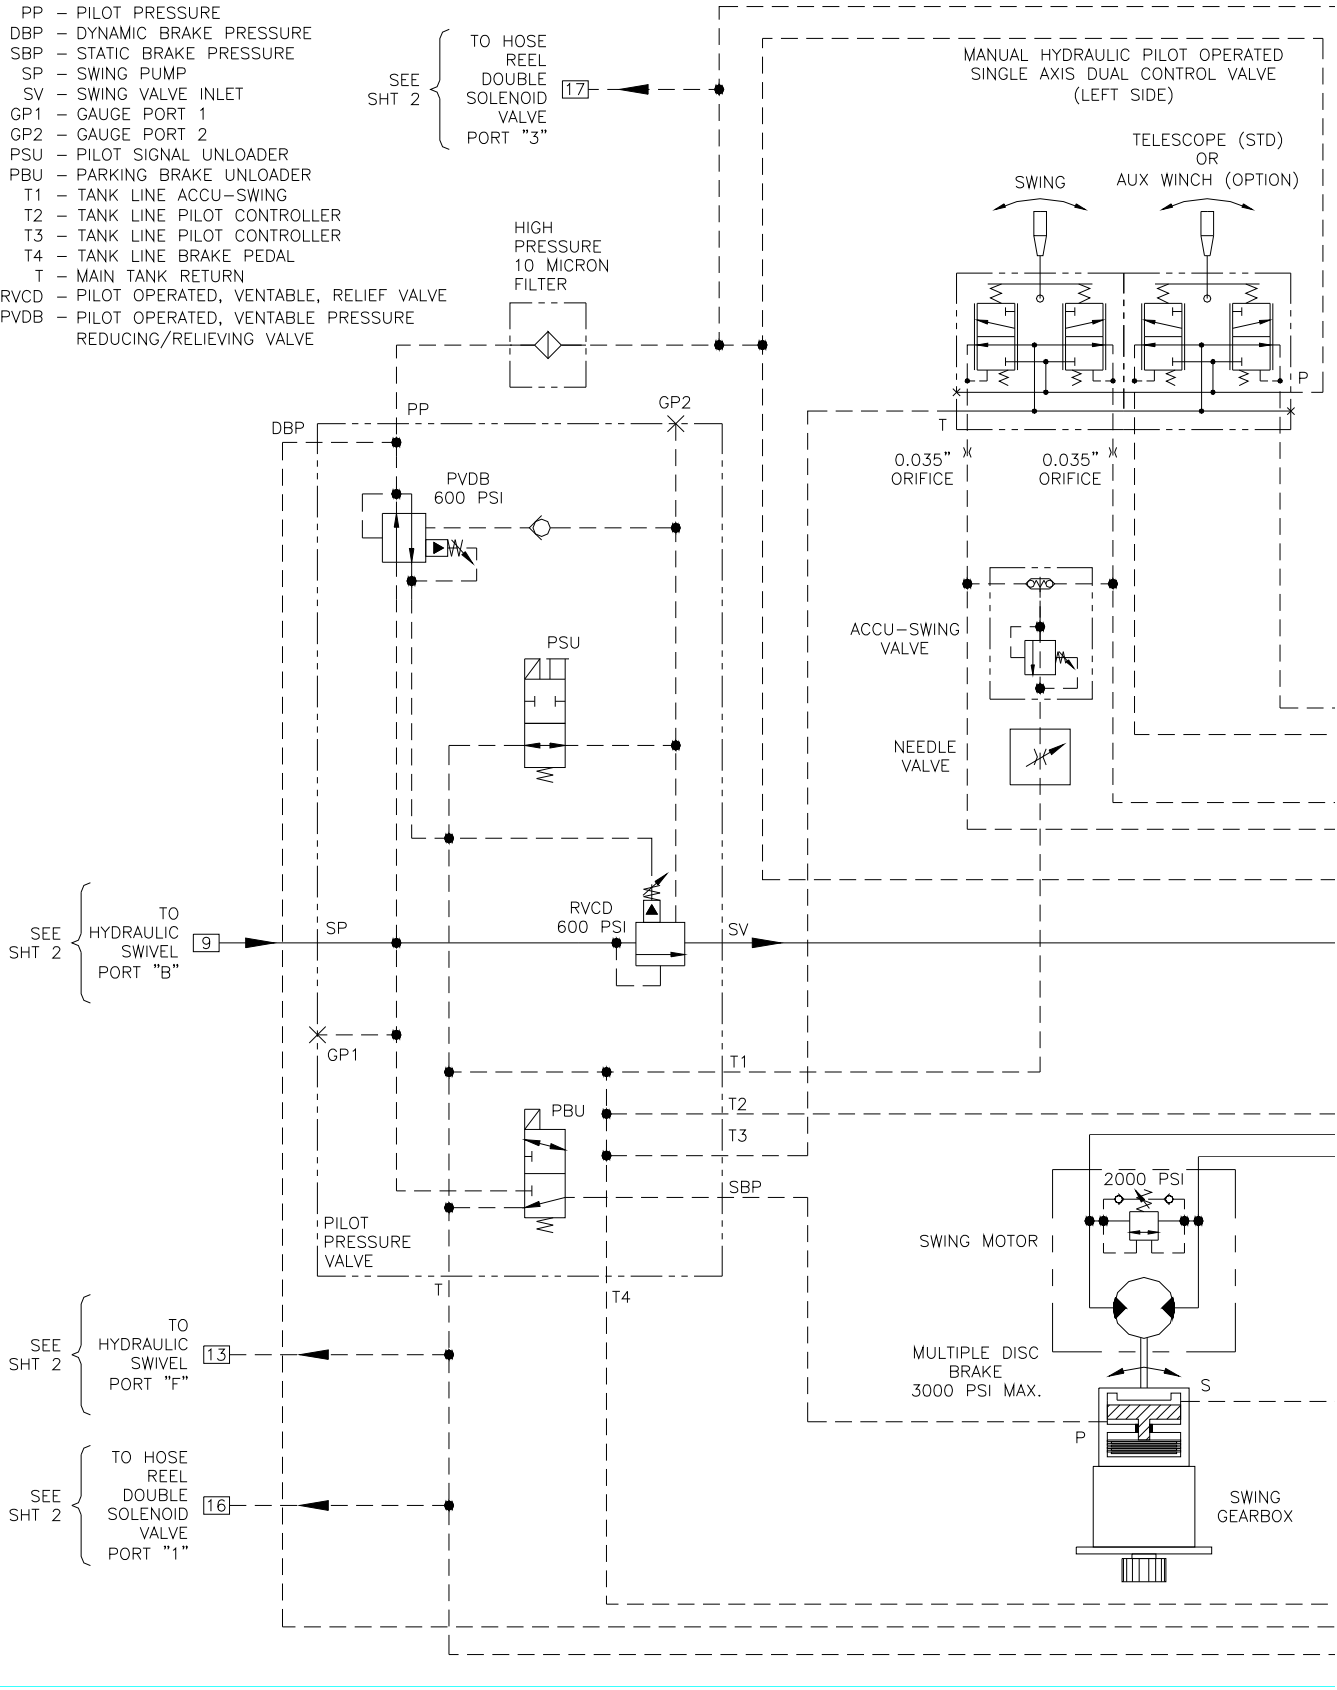 PP – PILOT PRESSURE
DBP – DYNAMIC BRAKE PRESSURE
SBP – STATIC BRAKE PRESSURE
SP – SWING PUMP
SV – SWING VALVE INLET
GP1 – GAUGE PORT 1
GP2 – GAUGE PORT 2
PSU – PILOT SIGNAL UNLOADER
PBU – PARKING BRAKE UNLOADER
T1 – TANK LINE ACCU–SWING
T2 – TANK LINE PILOT CONTROLLER
T3 – TANK LINE PILOT CONTROLLER
T4 – TANK LINE BRAKE PEDAL
T – MAIN TANK RETURN
RVCD – PILOT OPERATED, VENTABLE, RELIEF VALVE
PVDB – PILOT OPERATED, VENTABLE PRESSURE
REDUCING/RELIEVING VALVE
SEE
SHT 2
TO HOSE
REEL
DOUBLE
SOLENOID
VALVE
PORT "3"
17
MANUAL HYDRAULIC PILOT OPERATED
SINGLE AXIS DUAL CONTROL VALVE
(LEFT SIDE)
SWING
TELESCOPE (STD)
OR
AUX WINCH (OPTION)
P
T
HIGH
PRESSURE
10 MICRON
FILTER
DBP
PP
GP2
PVDB
600 PSI
0.035"
ORIFICE
0.035"
ORIFICE
PSU
ACCU–SWING
VALVE
NEEDLE
VALVE
SEE
SHT 2
TO
HYDRAULIC
SWIVEL
PORT "B"
9
SP
RVCD
600 PSI
SV
GP1
T1
T2
T3
PBU
SBP
PILOT
PRESSURE
VALVE
T
T4
2000 PSI
SWING MOTOR
SEE
SHT 2
TO
HYDRAULIC
SWIVEL
PORT "F"
13
MULTIPLE DISC
BRAKE
3000 PSI MAX.
S
P
SEE
SHT 2
TO HOSE
REEL
DOUBLE
SOLENOID
VALVE
PORT "1"
16
SWING
GEARBOX